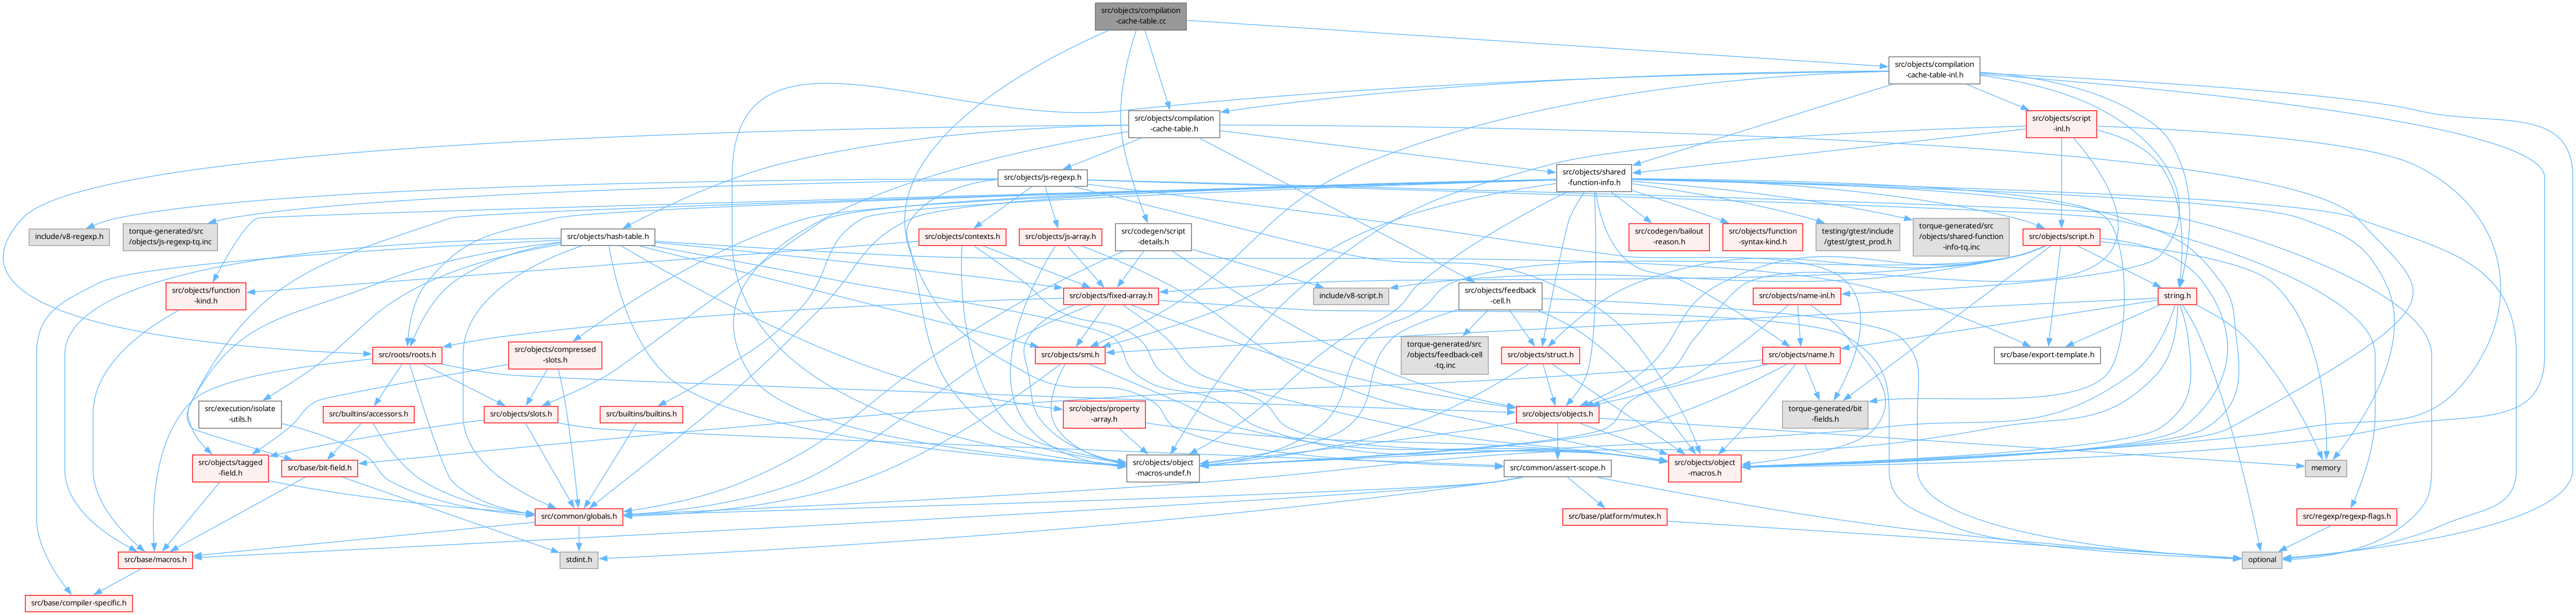 src/objects/compilation
-cache-table.cc
src/objects/compilation
-cache-table-inl.h
src/objects/compilation
-cache-table.h
src/objects/script
-inl.h
src/objects/js-regexp.h
src/objects/shared
-function-info.h
include/v8-regexp.h
torque-generated/src
/objects/js-regexp-tq.inc
src/objects/hash-table.h
src/objects/contexts.h
src/objects/js-array.h
src/codegen/script
-details.h
src/codegen/bailout
-reason.h
src/objects/function
-syntax-kind.h
testing/gtest/include
/gtest/gtest_prod.h
torque-generated/src
/objects/shared-function
-info-tq.inc
src/objects/script.h
src/objects/function
-kind.h
src/objects/fixed-array.h
include/v8-script.h
src/objects/feedback
-cell.h
src/objects/name-inl.h
string.h
src/roots/roots.h
src/objects/compressed
-slots.h
src/objects/smi.h
torque-generated/src
/objects/feedback-cell
-tq.inc
src/objects/struct.h
src/objects/name.h
src/base/export-template.h
src/execution/isolate
-utils.h
src/builtins/accessors.h
src/objects/slots.h
src/builtins/builtins.h
src/objects/property
-array.h
src/objects/objects.h
torque-generated/bit
-fields.h
src/objects/tagged
-field.h
src/base/bit-field.h
src/objects/object
-macros-undef.h
src/common/assert-scope.h
src/objects/object
-macros.h
memory
src/common/globals.h
src/base/platform/mutex.h
src/regexp/regexp-flags.h
src/base/macros.h
stdint.h
optional
src/base/compiler-specific.h